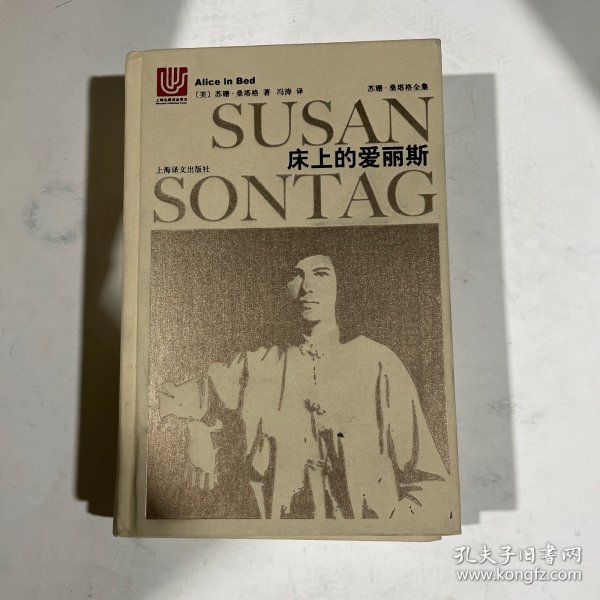 Alice In Bed
〔美〕苏珊·桑塔格 著 冯涛 译
苏珊·桑塔格全集
SUSAN
床上的爱丽斯
上海译文出版社
SONTAG
孔夫子旧书网
www.kongfz.com